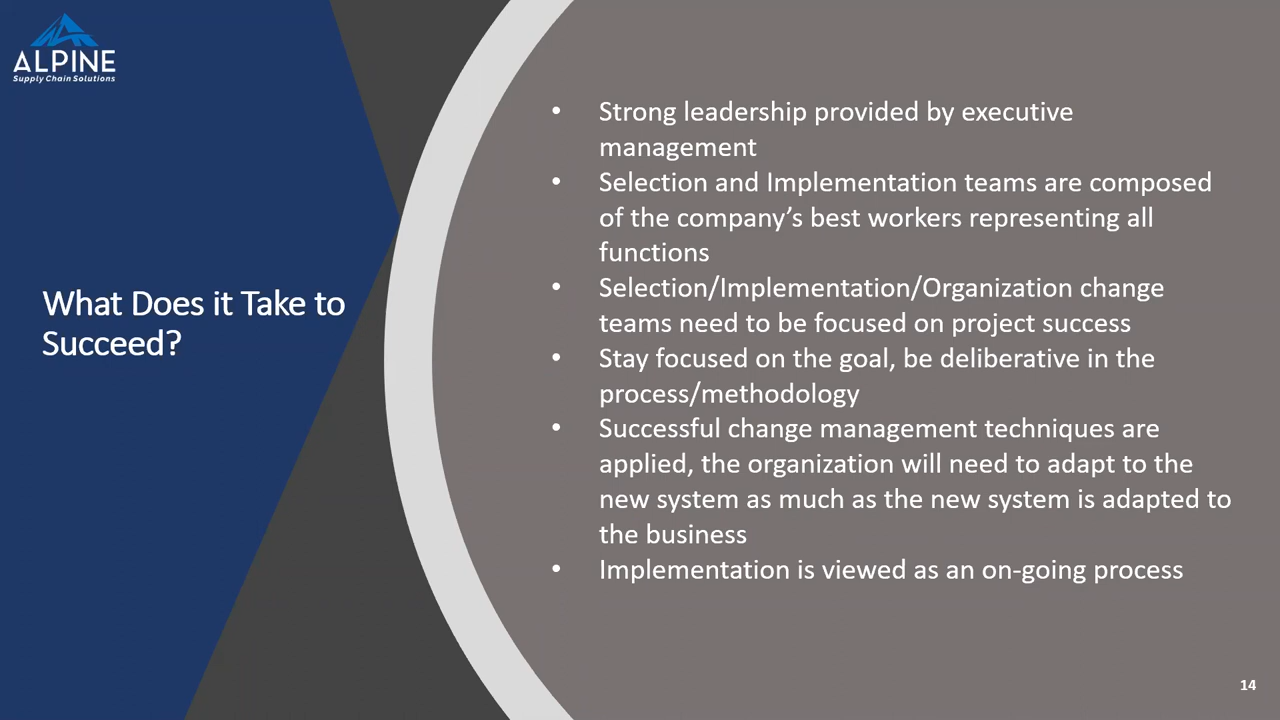 ALPINE
Supply Chain Solutions
What Does it Take to
Succeed?
• Strong leadership provided by executive
management
• Selection and Implementation teams are composed
of the company’s best workers representing all
functions
• Selection/Implementation/Organization change
teams need to be focused on project success
• Stay focused on the goal, be deliberative in the
process/methodology
• Successful change management techniques are
applied, the organization will need to adapt to the
new system as much as the new system is adapted to
the business
• Implementation is viewed as an on-going process
14